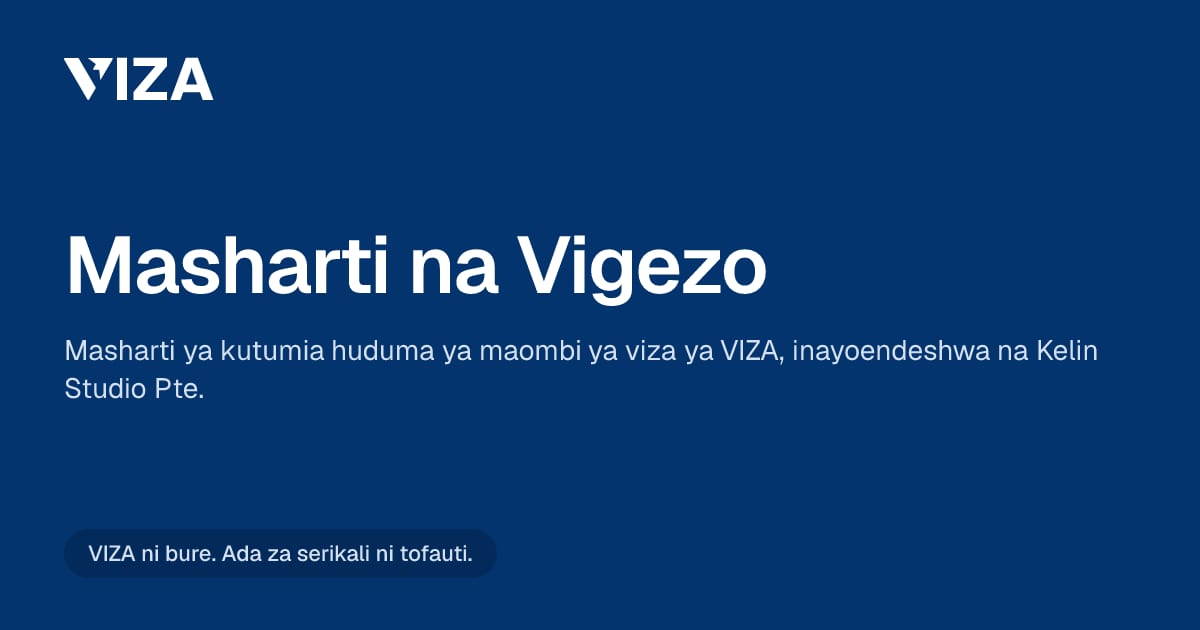 VIZA
Masharti na Vigezo
Masharti ya kutumia huduma ya maombi ya viza ya VIZA, inayoendeshwa na Kelin
Studio Pte.
VIZA ni bure. Ada za serikali ni tofauti.